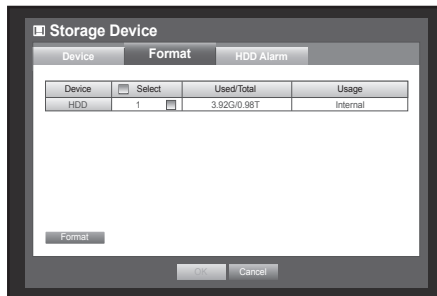 Storage Device
Device Format HDD Alarm
Device Select Used/Total Usage
HDD 1 3.92G/0.98T Internal
Format
OK Cancel